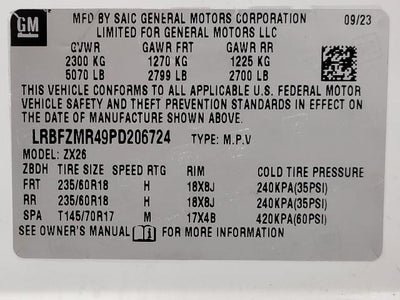 GM
MFD BY SAIC GENERAL MOTORS CORPORATION 09/23
LIMITED FOR GENERAL MOTORS LLC
GVWR GAWR FRT GAWR RR
2300 KG 1270 KG 1225 KG
5070 LB 2799 LB 2700 LB
THIS VEHICLE CONFORMS TO ALL APPLICABLE U.S. FEDERAL MOTOR
VEHICLE SAFETY AND THEFT PREVENTION STANDARDS IN EFFECT ON
THE DATE OF MANUFACTURE SHOWN ABOVE.
LRBFZMR49PD206724 TYPE: M.P.V
MODEL: ZX26
ZBDH TIRE SIZE SPEED RTG RIM COLD TIRE PRESSURE
FRT 235/60R18 H 18X8J 240KPA(35PSI)
RR 235/60R18 H 18X8J 240KPA(35PSI)
SPA T145/70R17 M 17X4B 420KPA(60PSI)
SEE OWNER'S MANUAL FOR MORE INFORMATION